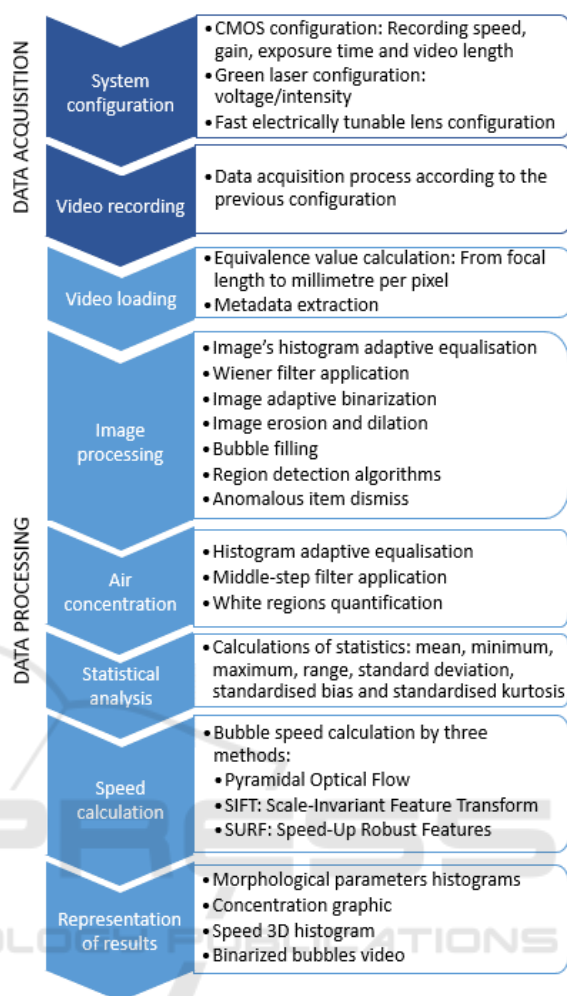 DATA ACQUISITION
System
configuration
•CMOS configuration: Recording speed,
gain, exposure time and video length
•Green laser configuration:
voltage/intensity
•Fast electrically tunable lens configuration
Video recording
•Data acquisition process according to the
previous configuration
DATA PROCESSING
Video loading
•Equivalence value calculation: From focal
length to millimetre per pixel
•Metadata extraction
Image
processing
•Image's histogram adaptive equalisation
•Wiener filter application
•Image adaptive binarization
•Image erosion and dilation
•Bubble filling
•Region detection algorithms
•Anomalous item dismiss
Air
concentration
•Histogram adaptive equalisation
•Middle-step filter application
•White regions quantification
Statistical
analysis
•Calculations of statistics: mean, minimum,
maximum, range, standard deviation,
standardised bias and standardised kurtosis
Speed
calculation
•Bubble speed calculation by three
methods:
•Pyramidal Optical Flow
•SIFT: Scale-Invariant Feature Transform
•SURF: Speed-Up Robust Features
Representation
of results
•Morphological parameters histograms
•Concentration graphic
•Speed 3D histogram
•Binarized bubbles video
PRESS
OLOGY PUBLICATIONS